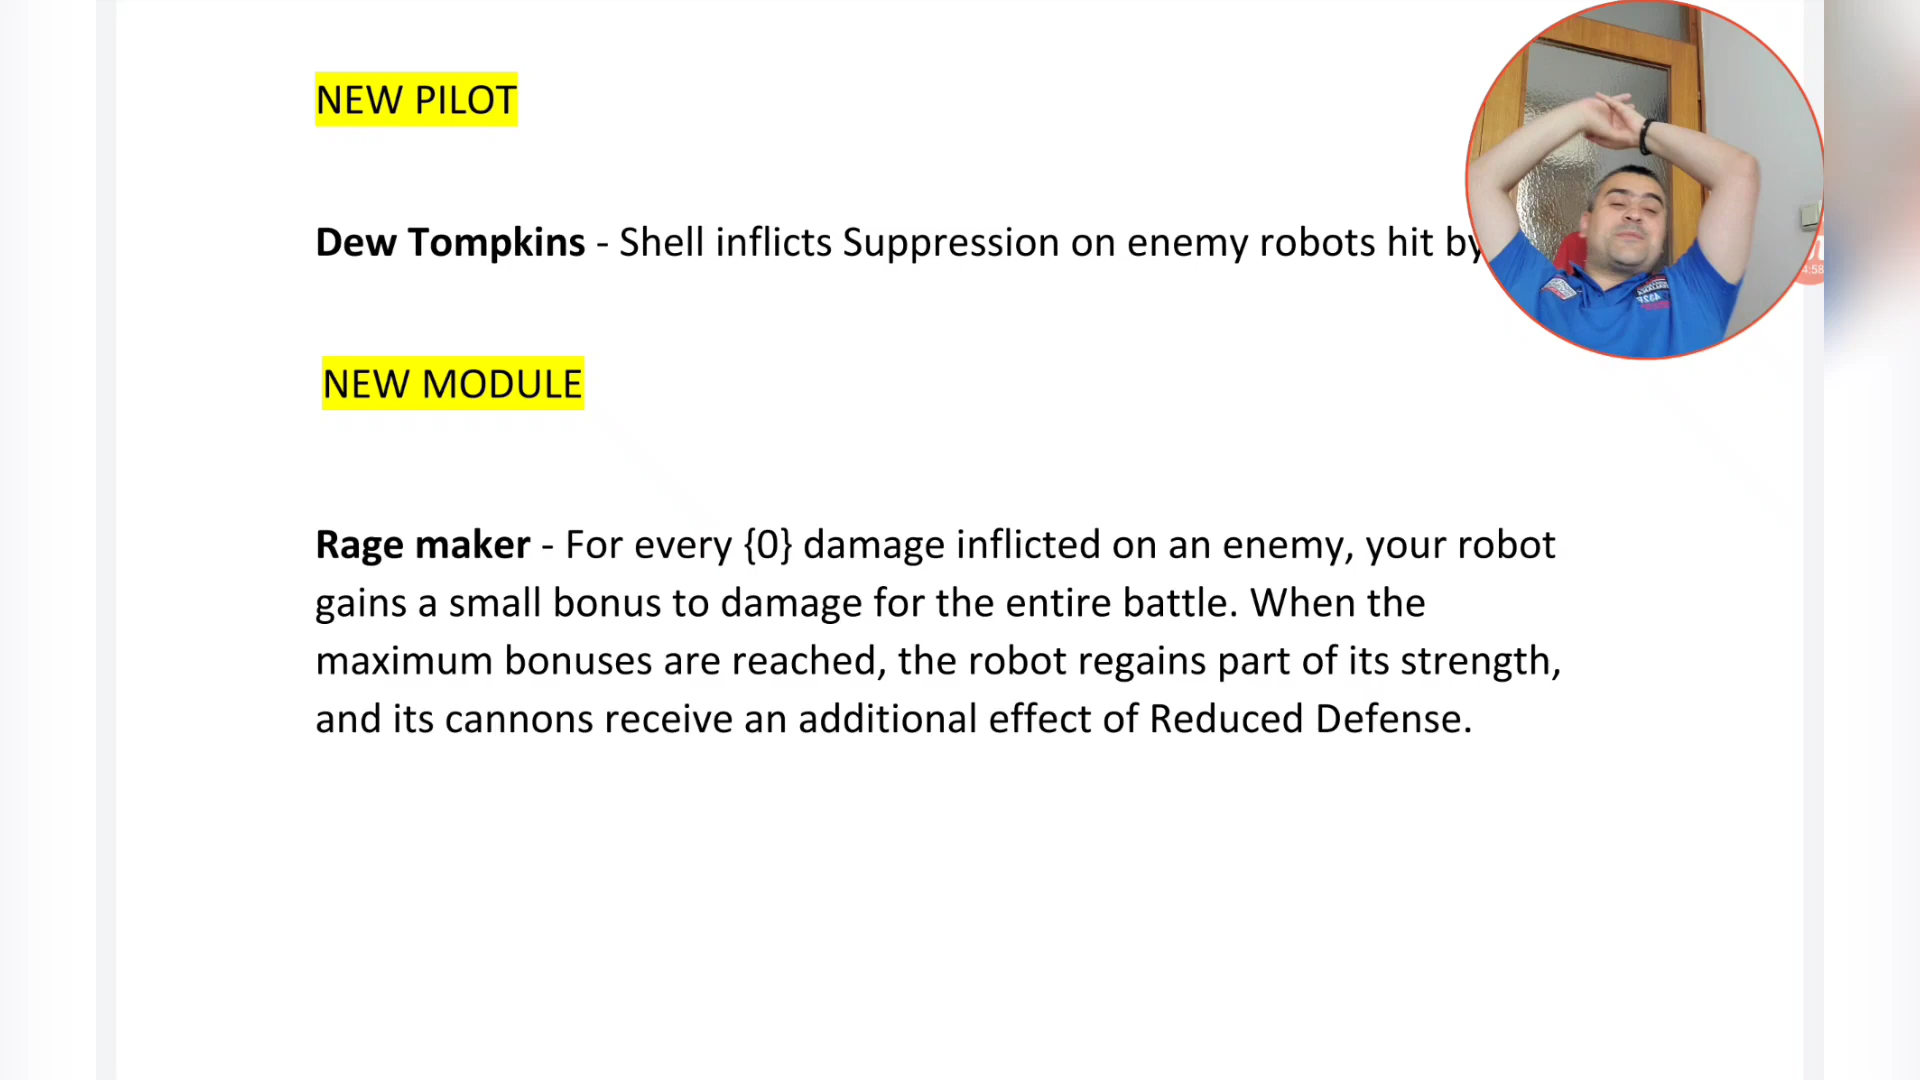 NEW PILOT
Dew Tompkins - Shell inflicts Suppression on enemy robots hit by
NEW MODULE
Rage maker - For every {0} damage inflicted on an enemy, your robot
gains a small bonus to damage for the entire battle. When the
maximum bonuses are reached, the robot regains part of its strength,
and its cannons receive an additional effect of Reduced Defense.
4:58